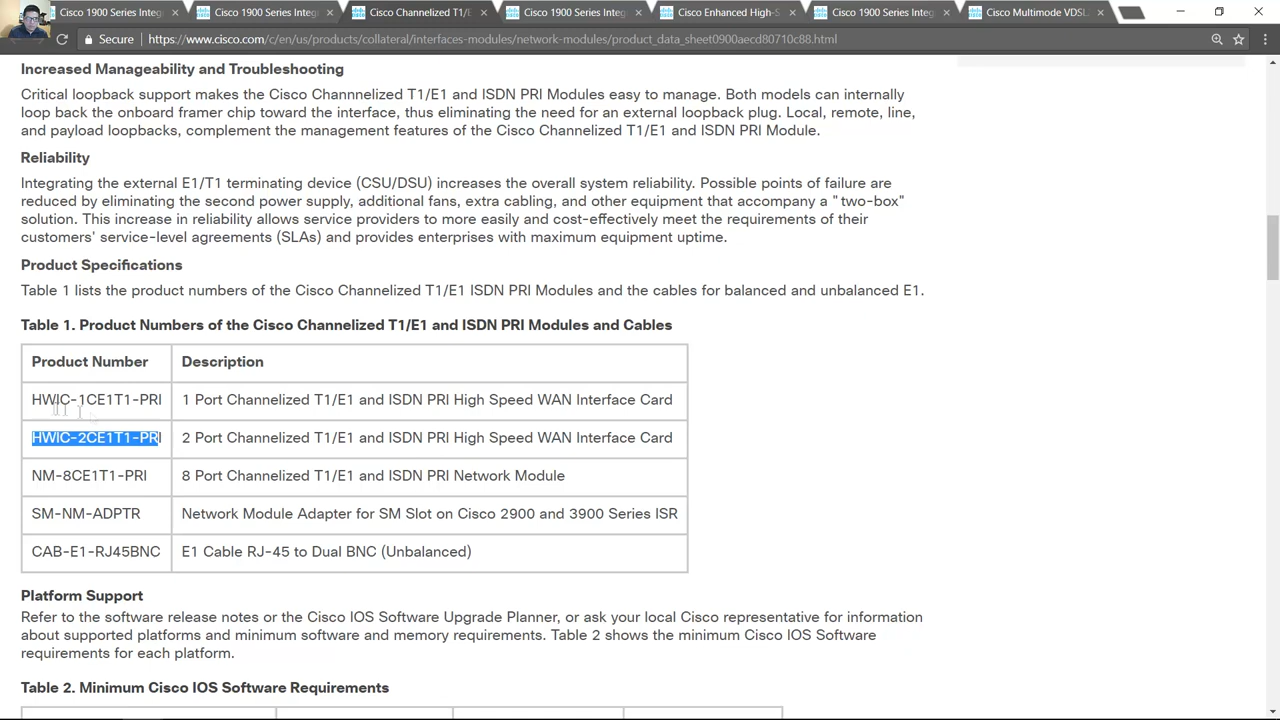 Cisco 1900 Series Integ
Cisco 1900 Series Integ
Cisco Channelized T1/E
Cisco 1900 Series Integ
Cisco Enhanced High-S
Cisco 1900 Series Integ
Cisco Multimode VDSL
Secure
https://www.cisco.com/c/en/us/products/collateral/interfaces-modules/network-modules/product_data_sheet0900aecd80710c88.html
Increased Manageability and Troubleshooting
Critical loopback support makes the Cisco Channnelized T1/E1 and ISDN PRI Modules easy to manage. Both models can internally
loop back the onboard framer chip toward the interface, thus eliminating the need for an external loopback plug. Local, remote, line,
and payload loopbacks, complement the management features of the Cisco Channelized T1/E1 and ISDN PRI Module.
Reliability
Integrating the external E1/T1 terminating device (CSU/DSU) increases the overall system reliability. Possible points of failure are
reduced by eliminating the second power supply, additional fans, extra cabling, and other equipment that accompany a "two-box"
solution. This increase in reliability allows service providers to more easily and cost-effectively meet the requirements of their
customers' service-level agreements (SLAs) and provides enterprises with maximum equipment uptime.
Product Specifications
Table 1 lists the product numbers of the Cisco Channelized T1/E1 ISDN PRI Modules and the cables for balanced and unbalanced E1.
Table 1. Product Numbers of the Cisco Channelized T1/E1 and ISDN PRI Modules and Cables
Product Number Description
HWIC-1CE1T1-PRI 1 Port Channelized T1/E1 and ISDN PRI High Speed WAN Interface Card
HWIC-2CE1T1-PRI 2 Port Channelized T1/E1 and ISDN PRI High Speed WAN Interface Card
NM-8CE1T1-PRI 8 Port Channelized T1/E1 and ISDN PRI Network Module
SM-NM-ADPTR Network Module Adapter for SM Slot on Cisco 2900 and 3900 Series ISR
CAB-E1-RJ45BNC E1 Cable RJ-45 to Dual BNC (Unbalanced)
Platform Support
Refer to the software release notes or the Cisco IOS Software Upgrade Planner, or ask your local Cisco representative for information
about supported platforms and minimum software and memory requirements. Table 2 shows the minimum Cisco IOS Software
requirements for each platform.
Table 2. Minimum Cisco IOS Software Requirements